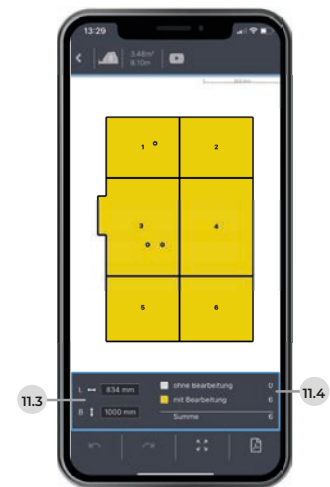 13:29
3.48m²
8.10m
1
2
3
4
5
6
L 834 mm
B 1000 mm
ohne bearbeitung 0
mit Bearbeitung 6
Summe 6
11.3
11.4